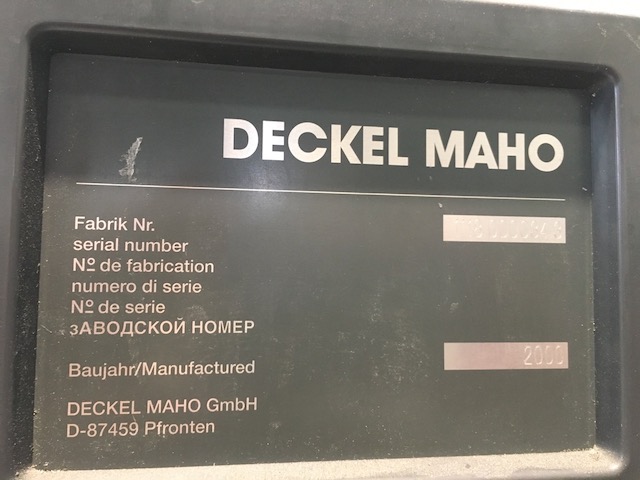 DECKEL MAHO
Fabrik Nr.
serial number
Nº de fabrication
numero di serie
Nº de serie
зАВОДСКОЙ НОМЕР
Baujahr/Manufactured 2000
DECKEL MAHO GmbH
D-87459 Pfronten